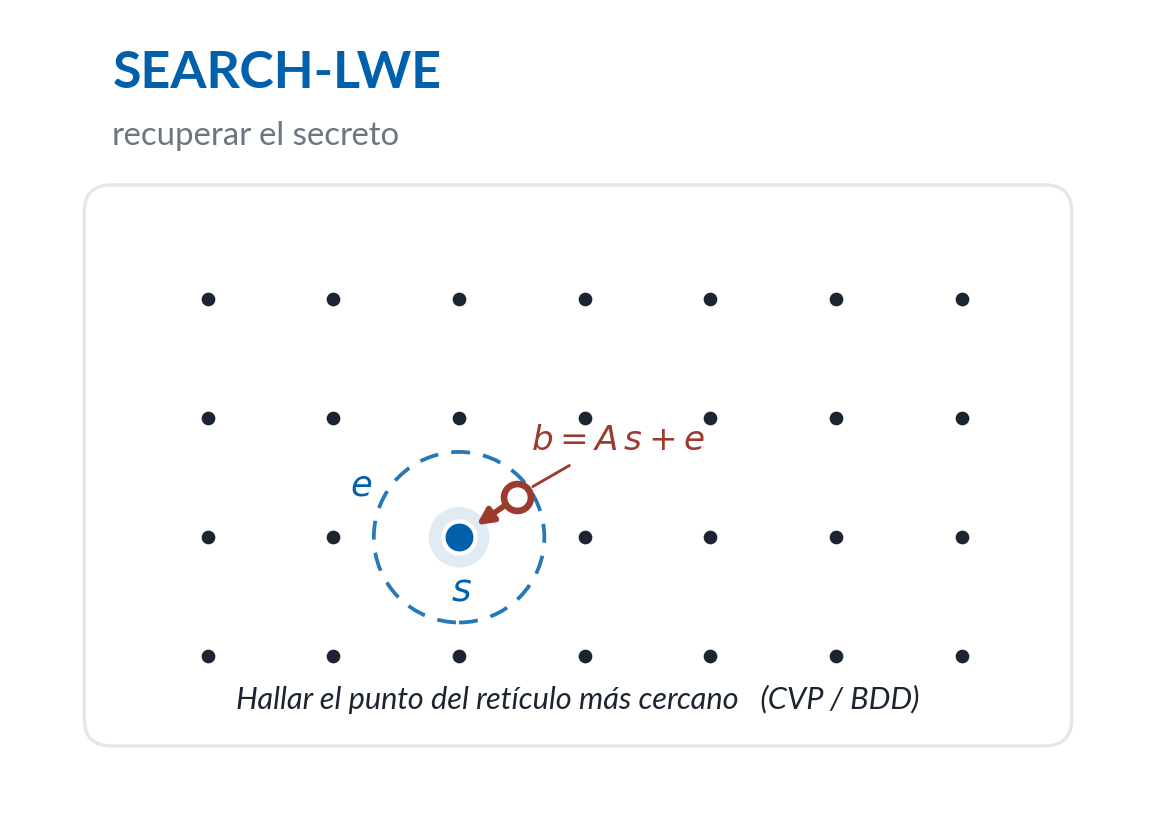 SEARCH-LWE
recuperar el secreto
b = A s + e
e
s
Hallar el punto del retículo más cercano (CVP / BDD)